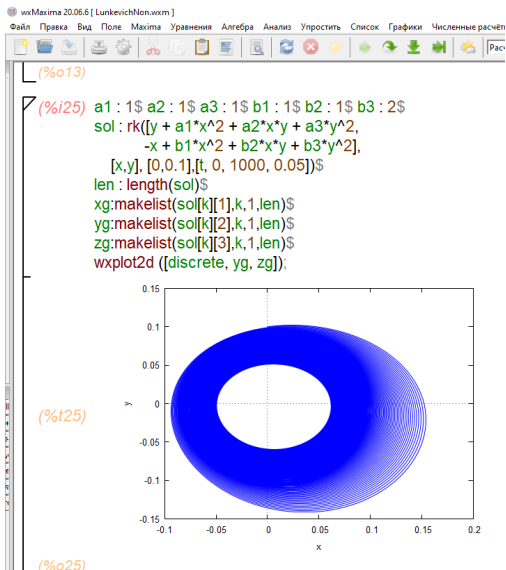 wxMaxima 20.06.6 [ LunkevichNon.wxm ]
Файл Правка Вид Поле Maxima Уравнения Алгебра Анализ Упростить Список Графики Численные расчёты
(%o13)
(%i25) a1 : 1$ a2 : 1$ a3 : 1$ b1 : 1$ b2 : 1$ b3 : 2$
sol : rk([y + a1*x^2 + a2*x*y + a3*y^2,
-x + b1*x^2 + b2*x*y + b3*y^2],
[x,y], [0,0.1],[t, 0, 1000, 0.05])$
len : length(sol)$
xg:makelist(sol[k][1],k,1,len)$
yg:makelist(sol[k][2],k,1,len)$
zg:makelist(sol[k][3],k,1,len)$
wxplot2d ([discrete, yg, zg]);
0.15
0.1
0.05
y
0
(%t25)
-0.05
-0.1
-0.15
-0.1 -0.05 0 0.05 0.1 0.15 0.2
x
(%o25)